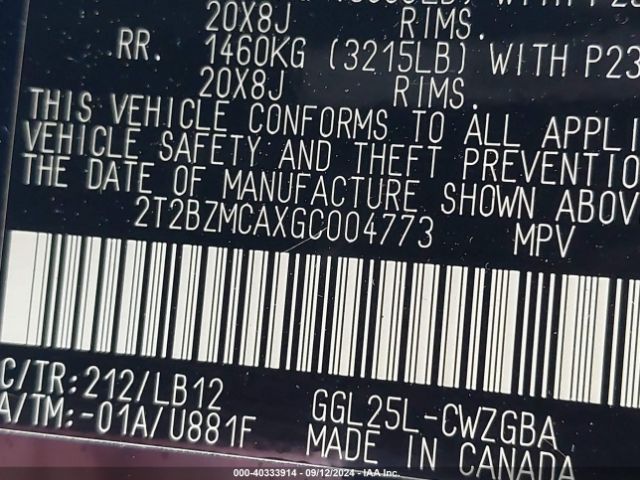 20X8J RIMS.
RR. 1460KG (3215LB) WITH P23
20X8J RIMS.
THIS VEHICLE CONFORMS TO ALL APPLI
VEHICLE SAFETY AND THEFT PREVENTIO
THE DATE OF MANUFACTURE SHOWN ABOV
2T2BZMCAXGC004773 MPV
C/TR:212/LB12
A/TM:-01A/U881F GGL25L-CWZGBA
MADE IN CANADA
000-40333914 - 09/12/2024 - IAAI.com